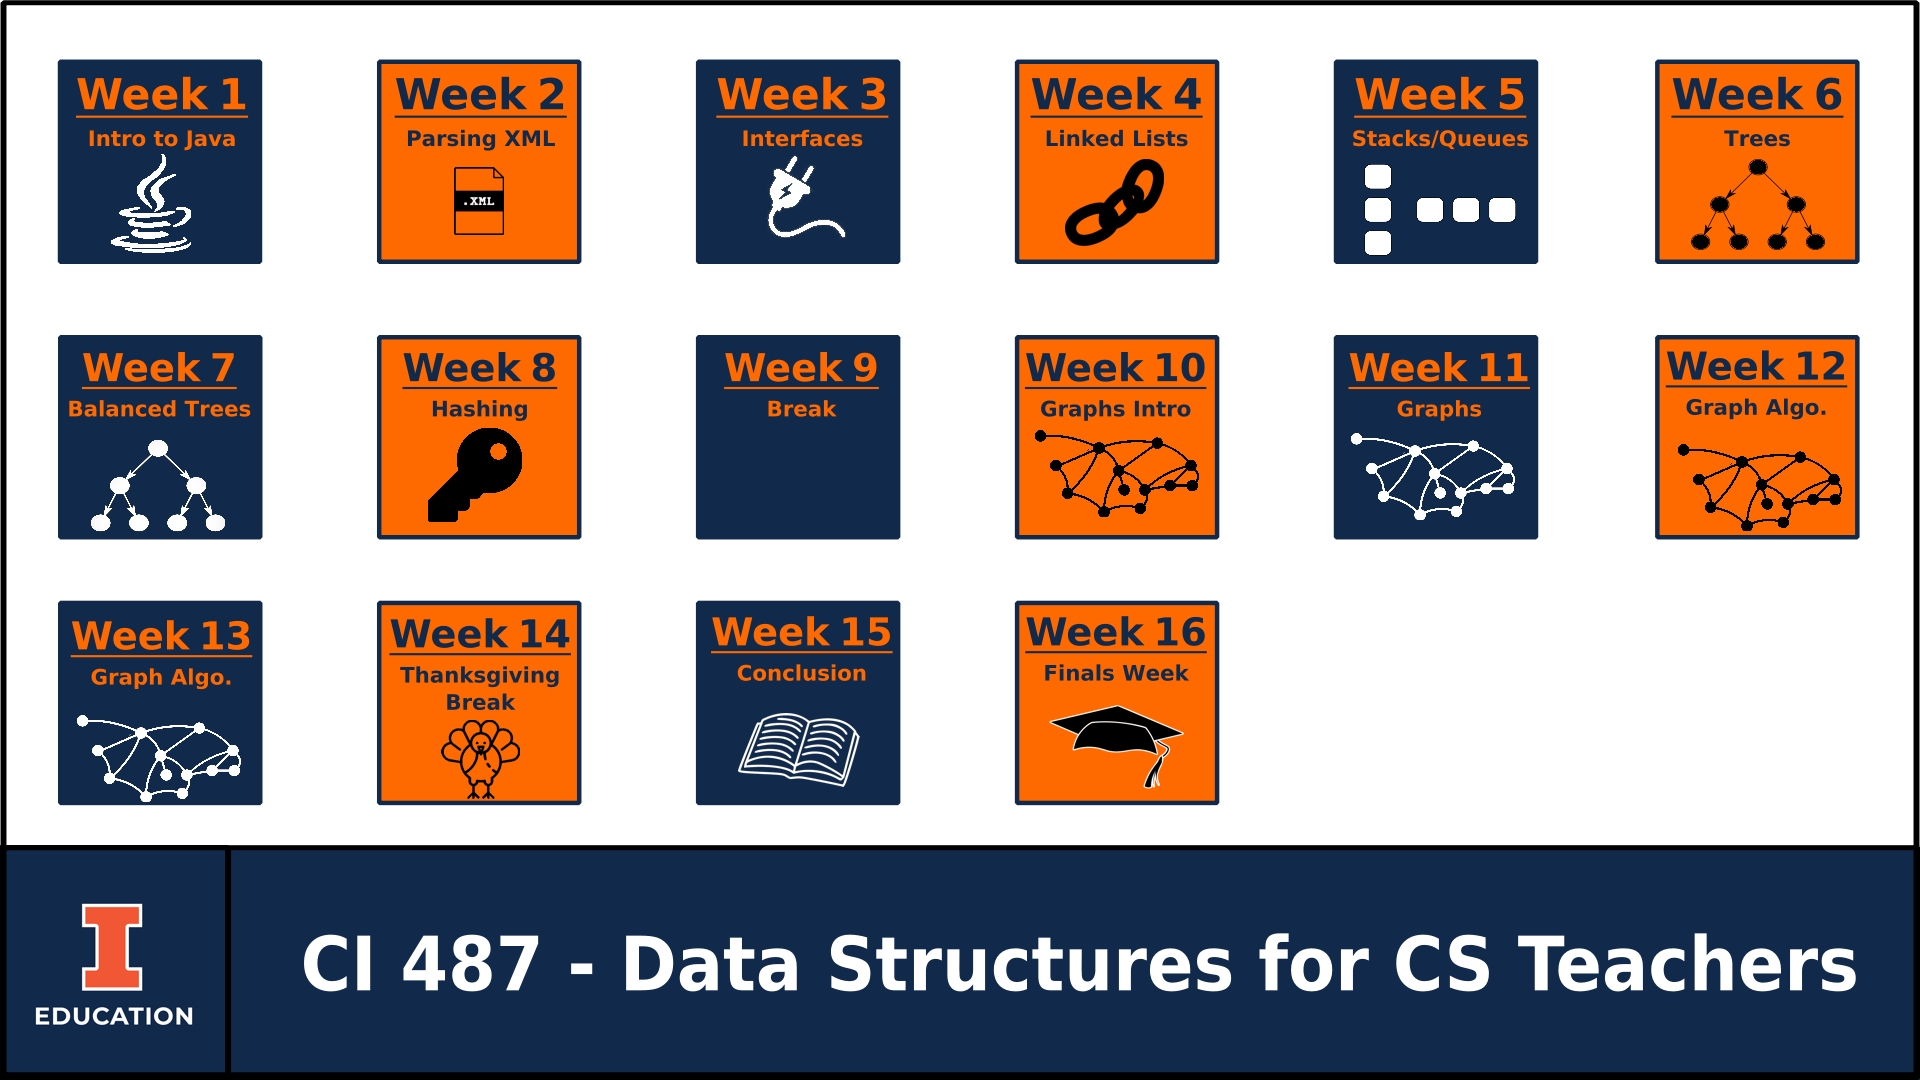 Week 1
Intro to Java
Week 2
Parsing XML
.XML
Week 3
Interfaces
Week 4
Linked Lists
Week 5
Stacks/Queues
Week 6
Trees
Week 7
Balanced Trees
Week 8
Hashing
Week 9
Break
Week 10
Graphs Intro
Week 11
Graphs
Week 12
Graph Algo.
Week 13
Graph Algo.
Week 14
Thanksgiving
Break
Week 15
Conclusion
Week 16
Finals Week
I
EDUCATION
CI 487 - Data Structures for CS Teachers